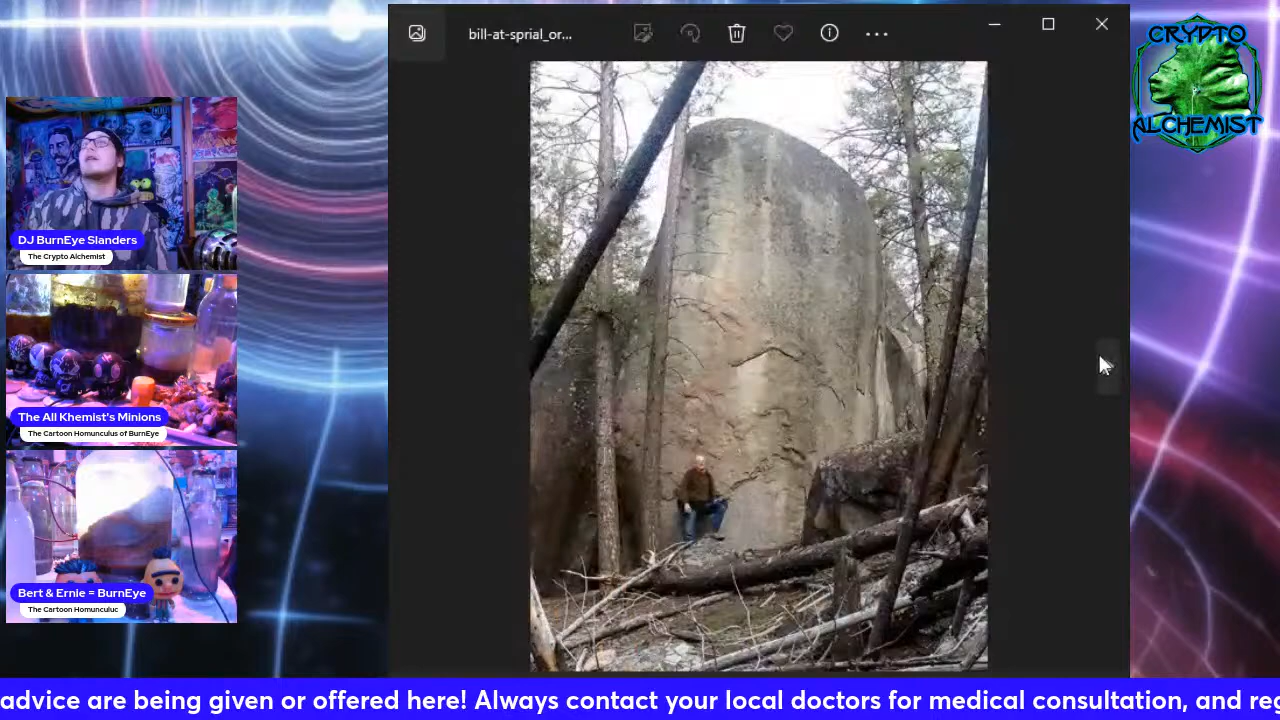 bill-at-sprial_or...
CRYPTO
ALCHEMIST
DJ BurnEye Slanders
The Crypto Alchemist
The All Khemist's Minions
The Cartoon Homunculus of BurnEye
Bert & Ernie = BurnEye
The Cartoon Homunculuc
advice are being given or offered here! Always contact your local doctors for medical consultation, and reg